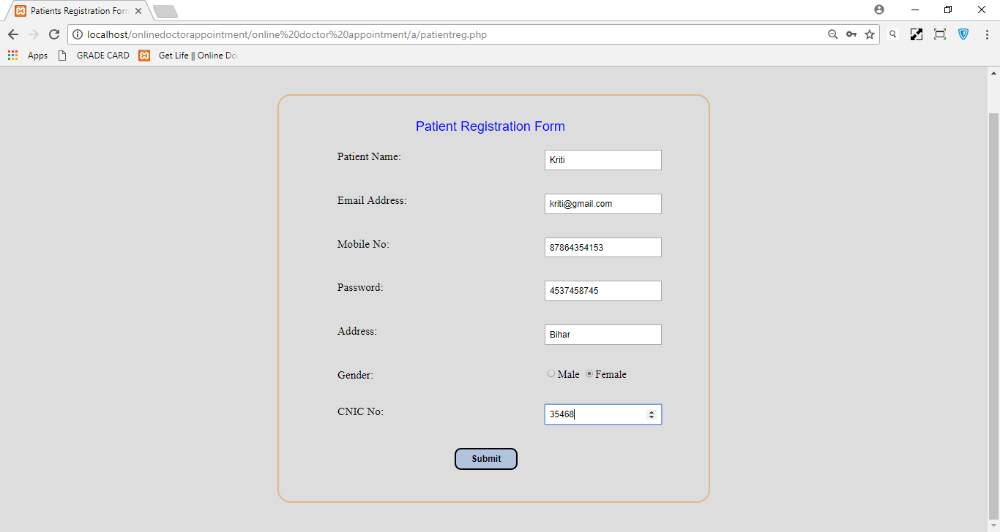 Patients Registration Form
localhost/onlinedoctorappointment/online%20doctor%20appointment/a/patientreg.php
Apps GRADE CARD Get Life || Online Do
Patient Registration Form
Patient Name: Kriti
Email Address: kriti@gmail.com
Mobile No: 87864354153
Password: 4537458745
Address: Bihar
Gender: Male Female
CNIC No: 35468
Submit